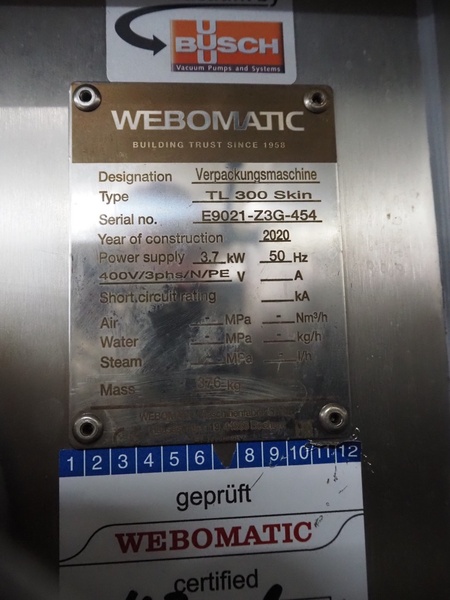 by
BUSCH
Vacuum Pumps and Systems
WEBOMATIC
BUILDING TRUST SINCE 1958
Designation Verpackungsmaschine
Type TL 300 Skin
Serial no. E9021-Z3G-454
Year of construction 2020
Power supply 3.7 kW 50 Hz
400V/3phs/N/PE V A
Short circuit rating kA
Air - MPa - Nm³/h
Water - MPa - kg/h
Steam - MPa - l/h
Mass kg
1 2 3 4 5 6 8 9 10 11 12
geprüft
WEBOMATIC
certified